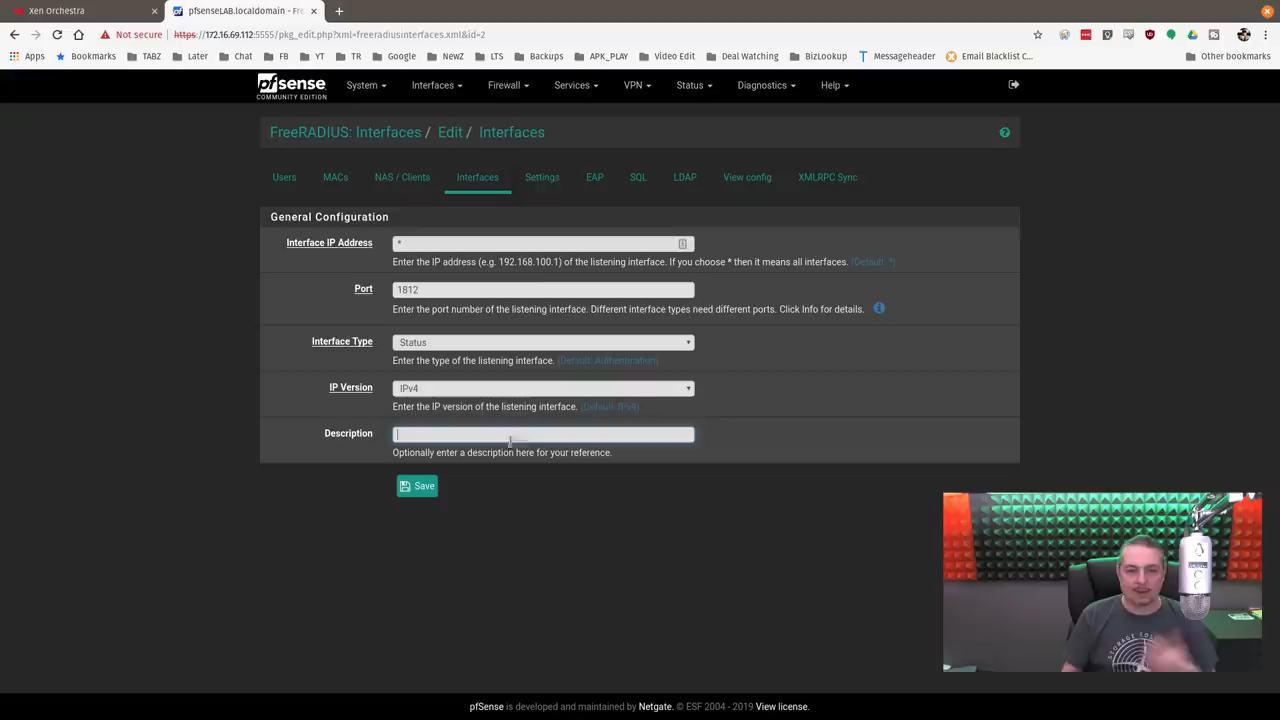 Xen Orchestra
pfsenseLAB.localdomain - Fre
Not secure https://172.16.69.112:5555/pkg_edit.php?xml=freeradiusinterfaces.xml&id=2
Apps Bookmarks TABZ Later Chat FB YT TR Google NewZ LTS Backups APK_PLAY Video Edit Deal Watching BizLookup Messageheader Email Blacklist C... Other bookmarks
pfsense
COMMUNITY EDITION
System Interfaces Firewall Services VPN Status Diagnostics Help
FreeRADIUS: Interfaces / Edit / Interfaces
Users MACs NAS / Clients Interfaces Settings EAP SQL LDAP View config XMLRPC Sync
General Configuration
Interface IP Address *
Enter the IP address (e.g. 192.168.100.1) of the listening interface. If you choose * then it means all interfaces. (Default: *)
Port 1812
Enter the port number of the listening interface. Different interface types need different ports. Click Info for details.
Interface Type Status
Enter the type of the listening interface. (Default: Authentication)
IP Version IPv4
Enter the IP version of the listening interface. (Default: IPv4)
Description
Optionally enter a description here for your reference.
Save
pfSense is developed and maintained by Netgate. © ESF 2004 - 2019 View license.